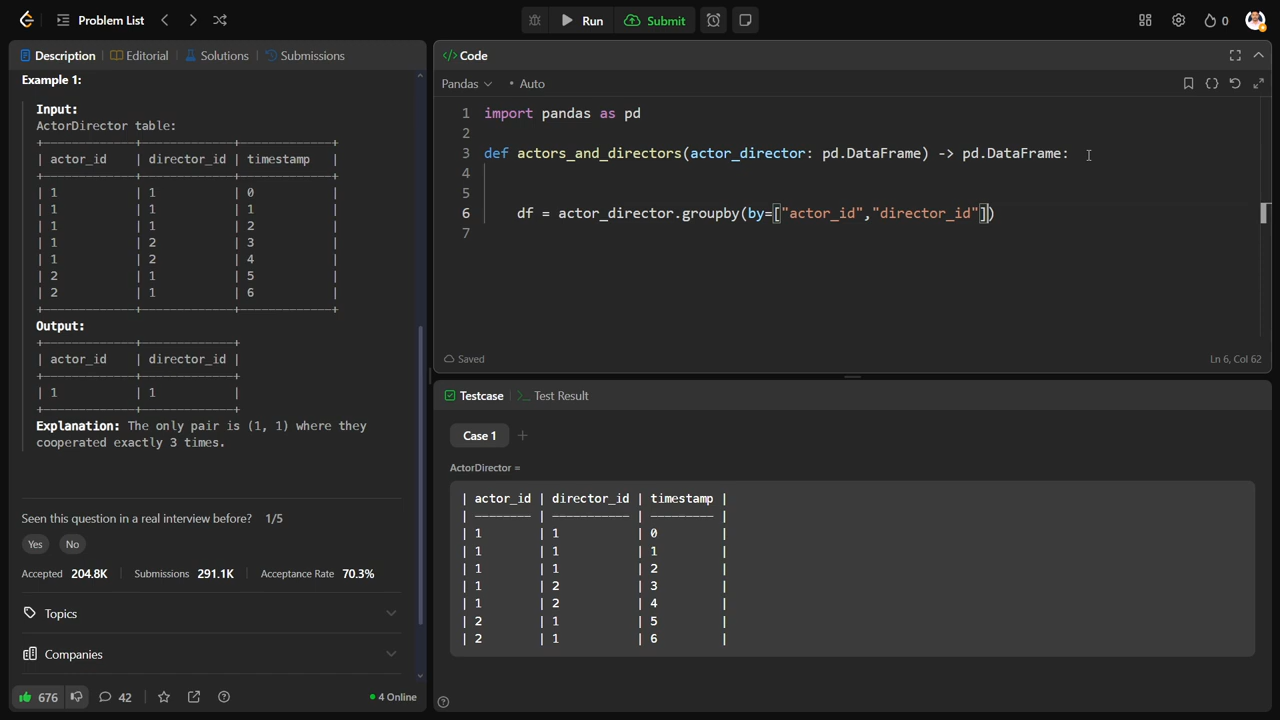 Problem List
Run
Submit
0
Description
Editorial
Solutions
Submissions
Example 1:
Input:
ActorDirector table:
+-------------+-------------+-------------+
| actor_id    | director_id | timestamp   |
+-------------+-------------+-------------+
| 1           | 1           | 0           |
| 1           | 1           | 1           |
| 1           | 1           | 2           |
| 1           | 2           | 3           |
| 1           | 2           | 4           |
| 2           | 1           | 5           |
| 2           | 1           | 6           |
+-------------+-------------+-------------+
Output:
+-------------+-------------+
| actor_id    | director_id |
+-------------+-------------+
| 1           | 1           |
+-------------+-------------+
Explanation: The only pair is (1, 1) where they
cooperated exactly 3 times.
Seen this question in a real interview before? 1/5
Yes No
Accepted 204.8K Submissions 291.1K Acceptance Rate 70.3%
Topics
Companies
676 42 4 Online
</> Code
Pandas • Auto
1 import pandas as pd
2
3 def actors_and_directors(actor_director: pd.DataFrame) -> pd.DataFrame:
4
5
6     df = actor_director.groupby(by=["actor_id","director_id"])
7
Saved Ln 6, Col 62
Testcase >_ Test Result
Case 1 +
ActorDirector =
| actor_id | director_id | timestamp |
| -------- | ----------- | --------- |
| 1        | 1           | 0         |
| 1        | 1           | 1         |
| 1        | 1           | 2         |
| 1        | 2           | 3         |
| 1        | 2           | 4         |
| 2        | 1           | 5         |
| 2        | 1           | 6         |